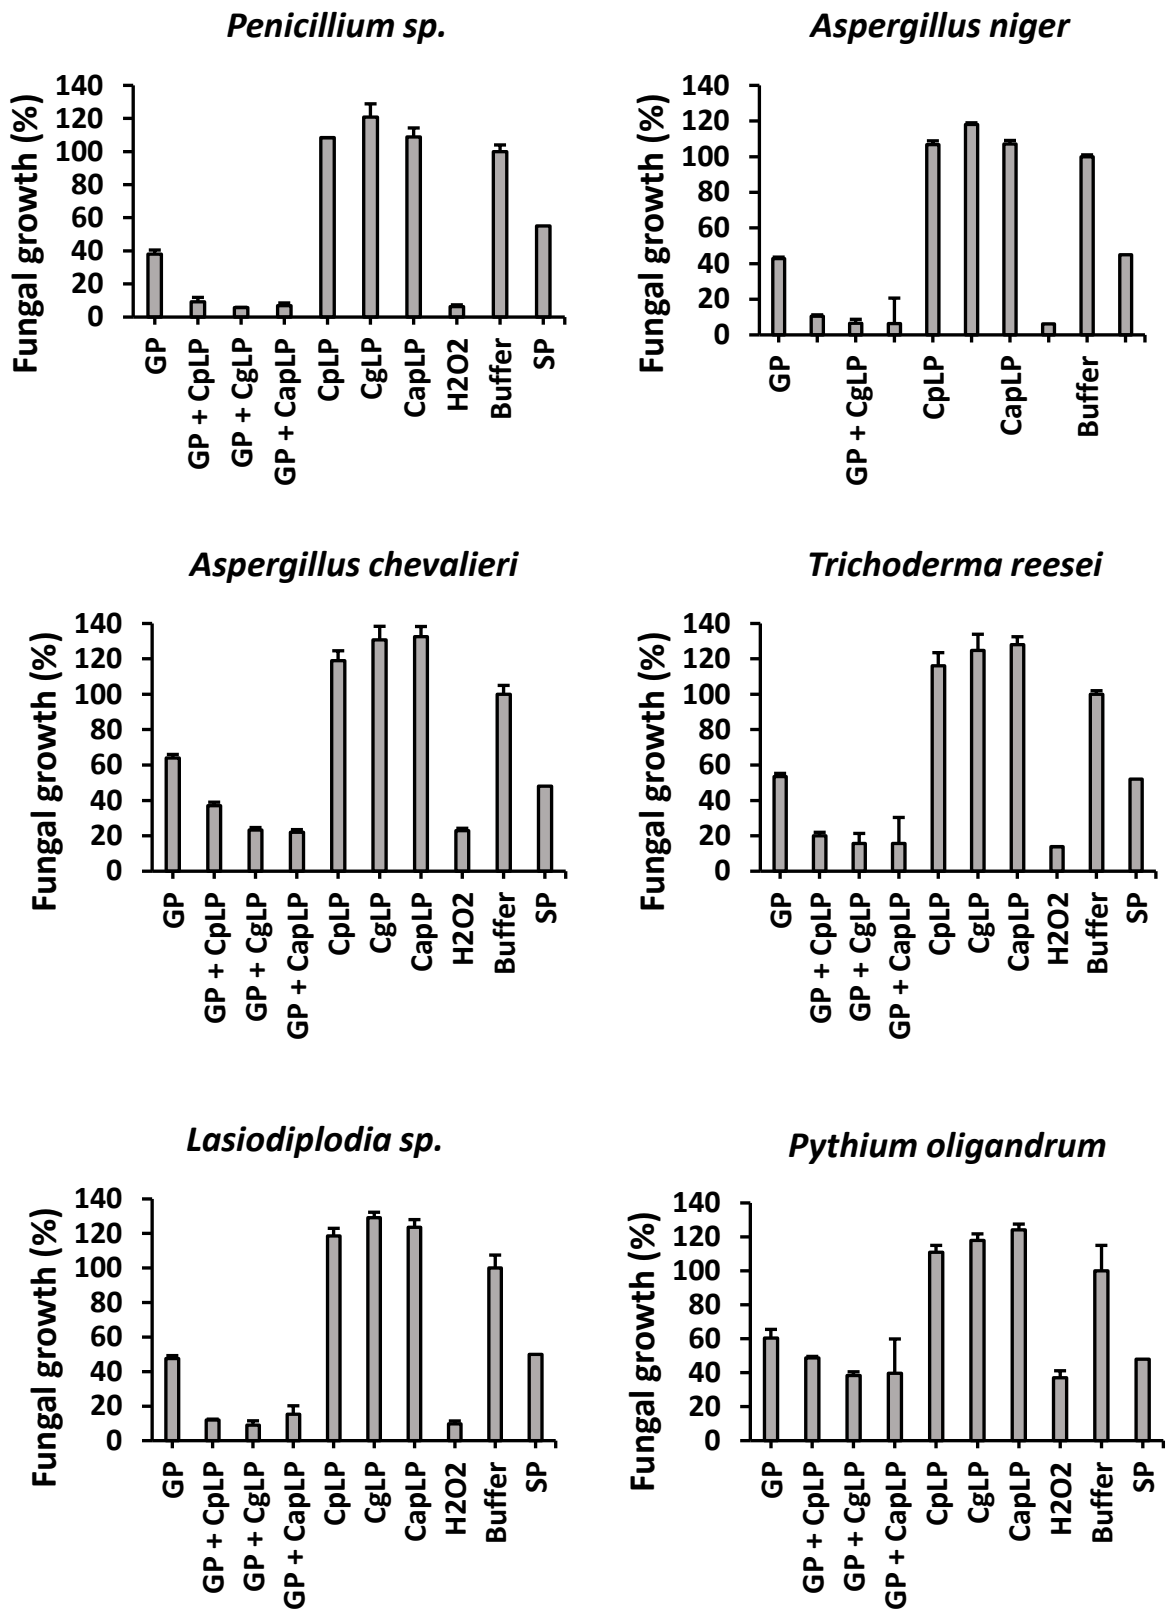 Penicillium sp.
Fungal growth (%)
140
120
100
80
60
40
20
0
GP
GP + CpLP
GP + CgLP
GP + CapLP
CpLP
CgLP
CapLP
H2O2
Buffer
SP
Aspergillus niger
Fungal growth (%)
140
120
100
80
60
40
20
0
GP
GP + CgLP
CpLP
CapLP
Buffer
Aspergillus chevalieri
Fungal growth (%)
140
120
100
80
60
40
20
0
GP
GP + CpLP
GP + CgLP
GP + CapLP
CpLP
CgLP
CapLP
H2O2
Buffer
SP
Trichoderma reesei
Fungal growth (%)
140
120
100
80
60
40
20
0
GP
GP + CpLP
GP + CgLP
GP + CapLP
CpLP
CgLP
CapLP
H2O2
Buffer
SP
Lasiodiplodia sp.
Fungal growth (%)
140
120
100
80
60
40
20
0
GP
GP + CpLP
GP + CgLP
GP + CapLP
CpLP
CgLP
CapLP
H2O2
Buffer
SP
Pythium oligandrum
Fungal growth (%)
140
120
100
80
60
40
20
0
GP
GP + CpLP
GP + CgLP
GP + CapLP
CpLP
CgLP
CapLP
H2O2
Buffer
SP